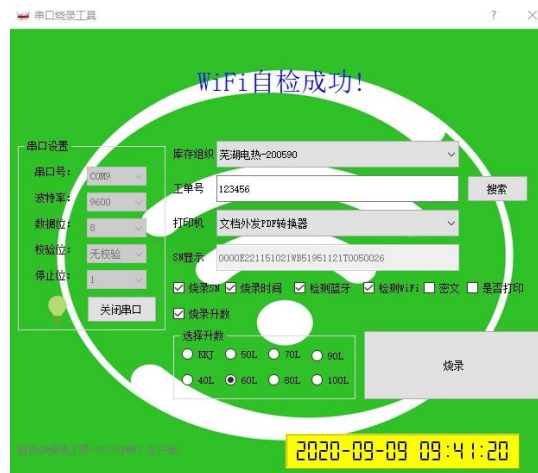 串口烧录工具
? ×
WiFi自检成功!
串口设置
串口号: COM9
波特率: 9600
数据位: 8
校验位: 无校验
停止位: 1
关闭串口
库存组织 芜湖电热-200590
工单号 123456 搜索
打印机 文档外发PDF转换器
SN显示 0000E221151021WB51951121T0050026
烧录SN 烧录时间 检测蓝牙 检测WiFi 密文 是否打印
烧录升数
选择升数
KKJ 50L 70L 90L
40L 60L 80L 100L
烧录
2020-09-09 09:41:20